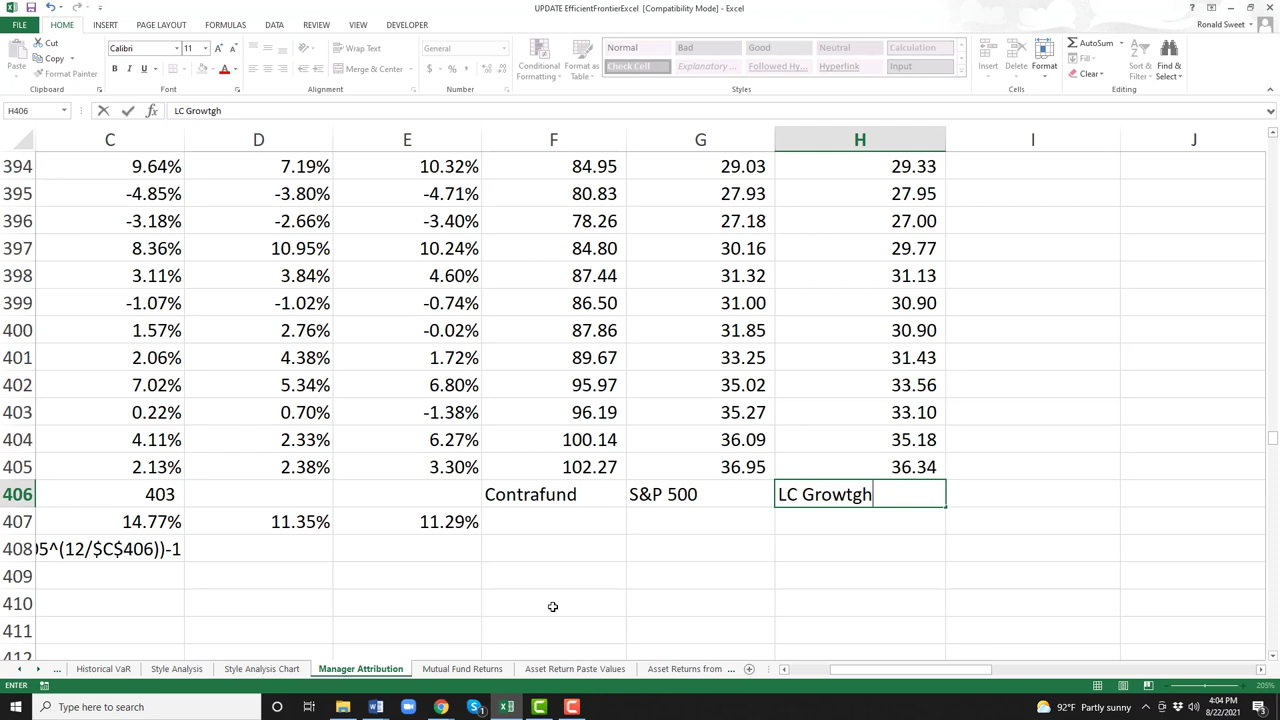 UPDATE EfficientFrontierExcel [Compatibility Mode] - Excel
FILE HOME INSERT PAGE LAYOUT FORMULAS DATA REVIEW VIEW DEVELOPER Ronald Sweet
Paste Cut Copy Format Painter Clipboard
Calibri 11 B I U A Font
Wrap Text Merge & Center Alignment
General $ % , Number
Conditional Formatting Format as Table
Normal Bad Good Neutral Calculation
Check Cell Explanatory ... Followed Hy... Hyperlink Input
Styles
Insert Delete Format Cells
AutoSum Fill Clear Sort & Filter Find & Select Editing
H406 fx LC Growtgh
C D E F G H I J
394 9.64% 7.19% 10.32% 84.95 29.03 29.33
395 -4.85% -3.80% -4.71% 80.83 27.93 27.95
396 -3.18% -2.66% -3.40% 78.26 27.18 27.00
397 8.36% 10.95% 10.24% 84.80 30.16 29.77
398 3.11% 3.84% 4.60% 87.44 31.32 31.13
399 -1.07% -1.02% -0.74% 86.50 31.00 30.90
400 1.57% 2.76% -0.02% 87.86 31.85 30.90
401 2.06% 4.38% 1.72% 89.67 33.25 31.43
402 7.02% 5.34% 6.80% 95.97 35.02 33.56
403 0.22% 0.70% -1.38% 96.19 35.27 33.10
404 4.11% 2.33% 6.27% 100.14 36.09 35.18
405 2.13% 2.38% 3.30% 102.27 36.95 36.34
406 403 Contrafund S&P 500 LC Growtgh
407 14.77% 11.35% 11.29%
408 05^(12/$C$406))-1
409
410
411
412
... Historical VaR Style Analysis Style Analysis Chart Manager Attribution Mutual Fund Returns Asset Return Paste Values Asset Returns from ...
ENTER 205%
Type here to search 92°F Partly sunny 4:04 PM
8/22/2021